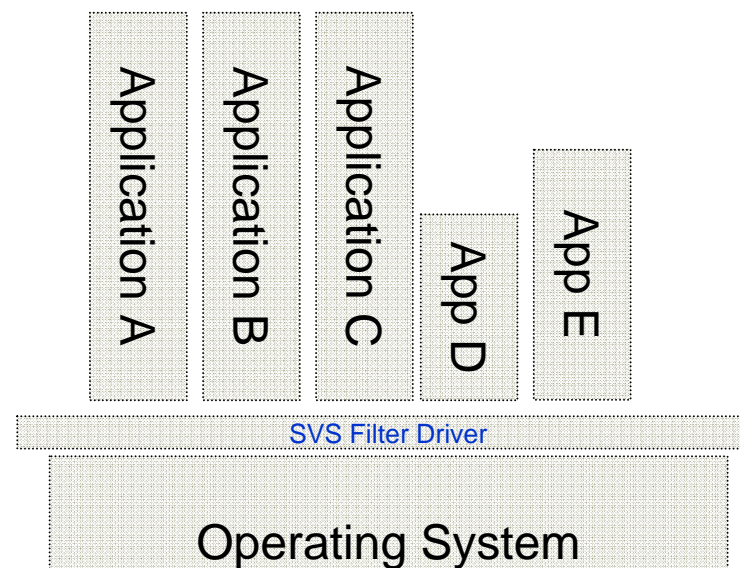 Application A
Application B
Application C
App D
App E
SVS Filter Driver
Operating System